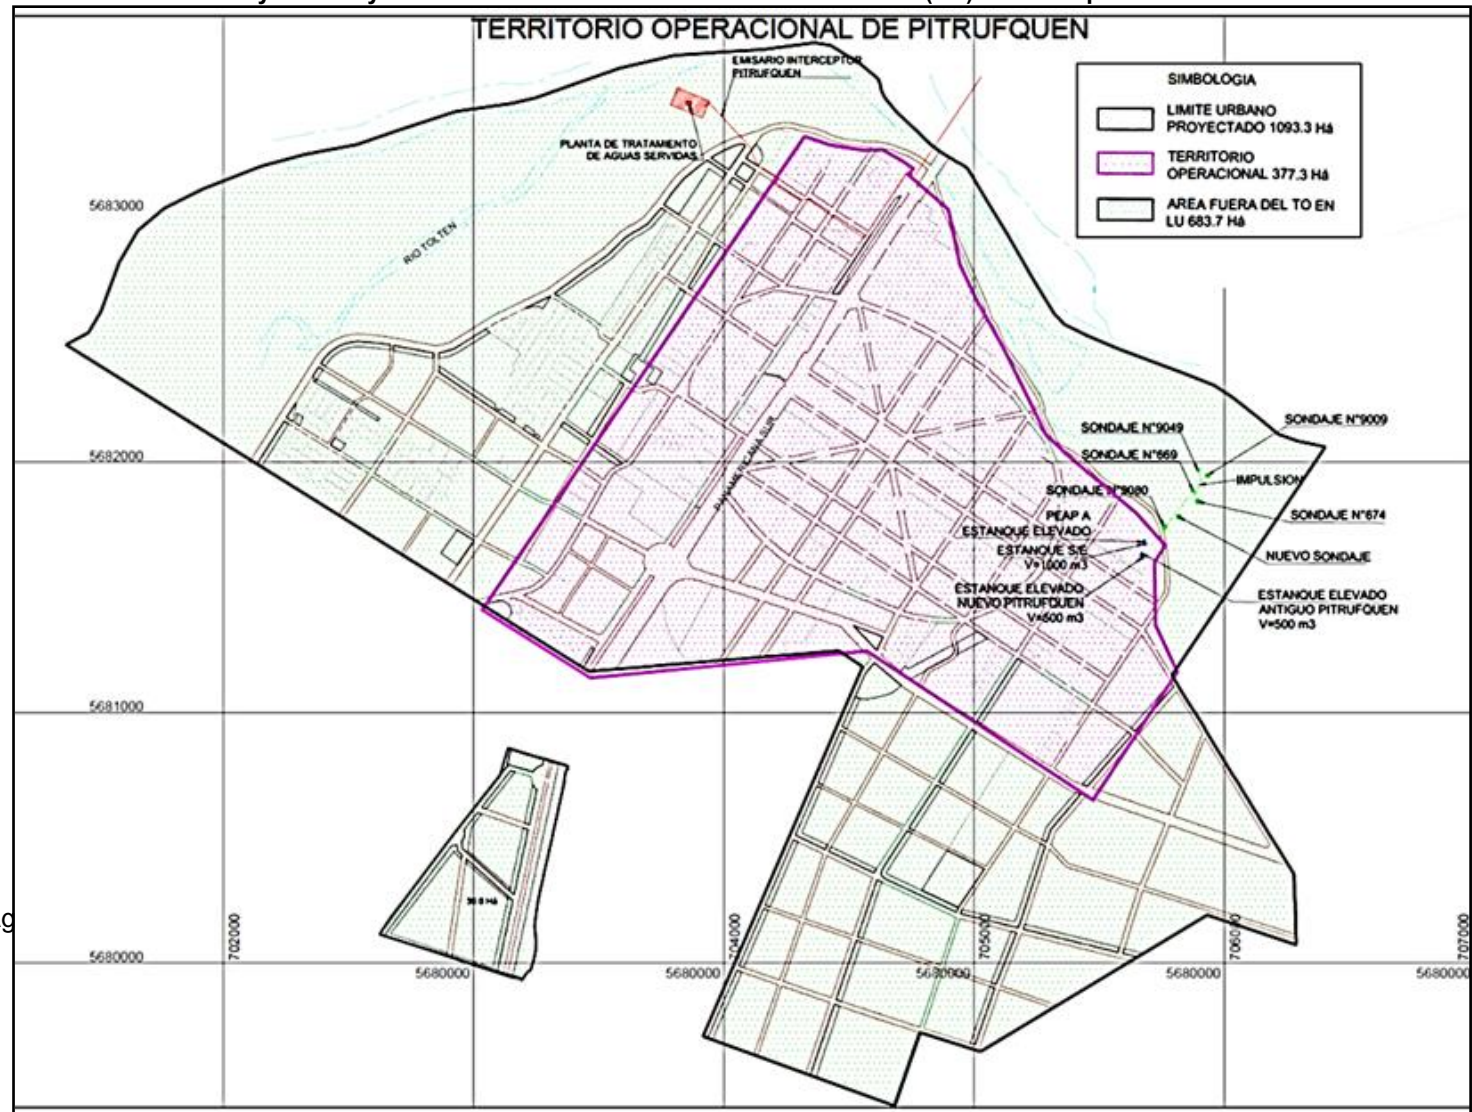 TERRITORIO OPERACIONAL DE PITRUFQUEN
EMISARIO INTERCEPTOR
PITRUFQUEN
PLANTA DE TRATAMIENTO
DE AGUAS SERVIDAS
SIMBOLOGIA
LIMITE URBANO
PROYECTADO 1093.3 Há
TERRITORIO
OPERACIONAL 377.3 Há
AREA FUERA DEL TO EN
LU 683.7 Há
5683000
RIO TOLTEN
PANAMERICANA SUR
5682000
SONDAJE N°9009
SONDAJE N°9049
SONDAJE N°669
IMPULSION
SONDAJE N°9080
SONDAJE N°674
PEAP A
ESTANQUE ELEVADO
ESTANQUE S/E
V=1000 m3
NUEVO SONDAJE
ESTANQUE ELEVADO
NUEVO PITRUFQUEN
V=500 m3
ESTANQUE ELEVADO
ANTIGUO PITRUFQUEN
V=500 m3
5681000
702000
704000
705000
706000
707000
5680000
5680000
5680000
5680000
5680000
5680000